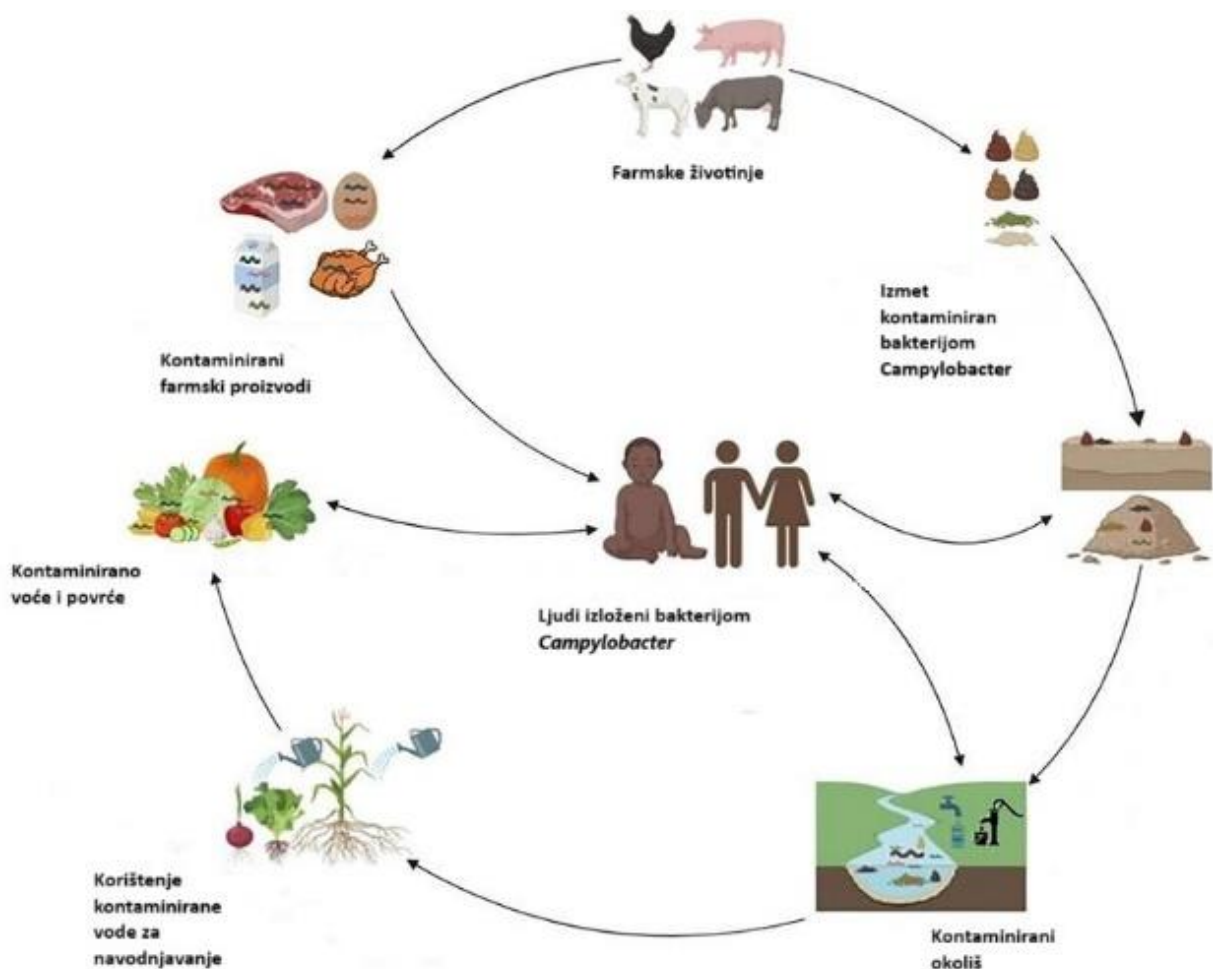 Farmske životinje
Izmet
kontaminiran
bakterijom
Campylobacter
Kontaminirani
farmski proizvodi
Kontaminirano
voće i povrće
Ljudi izloženi bakterijom
Campylobacter
Korištenje
kontaminirane
vode za
navodnjavanje
Kontaminirani
okoliš